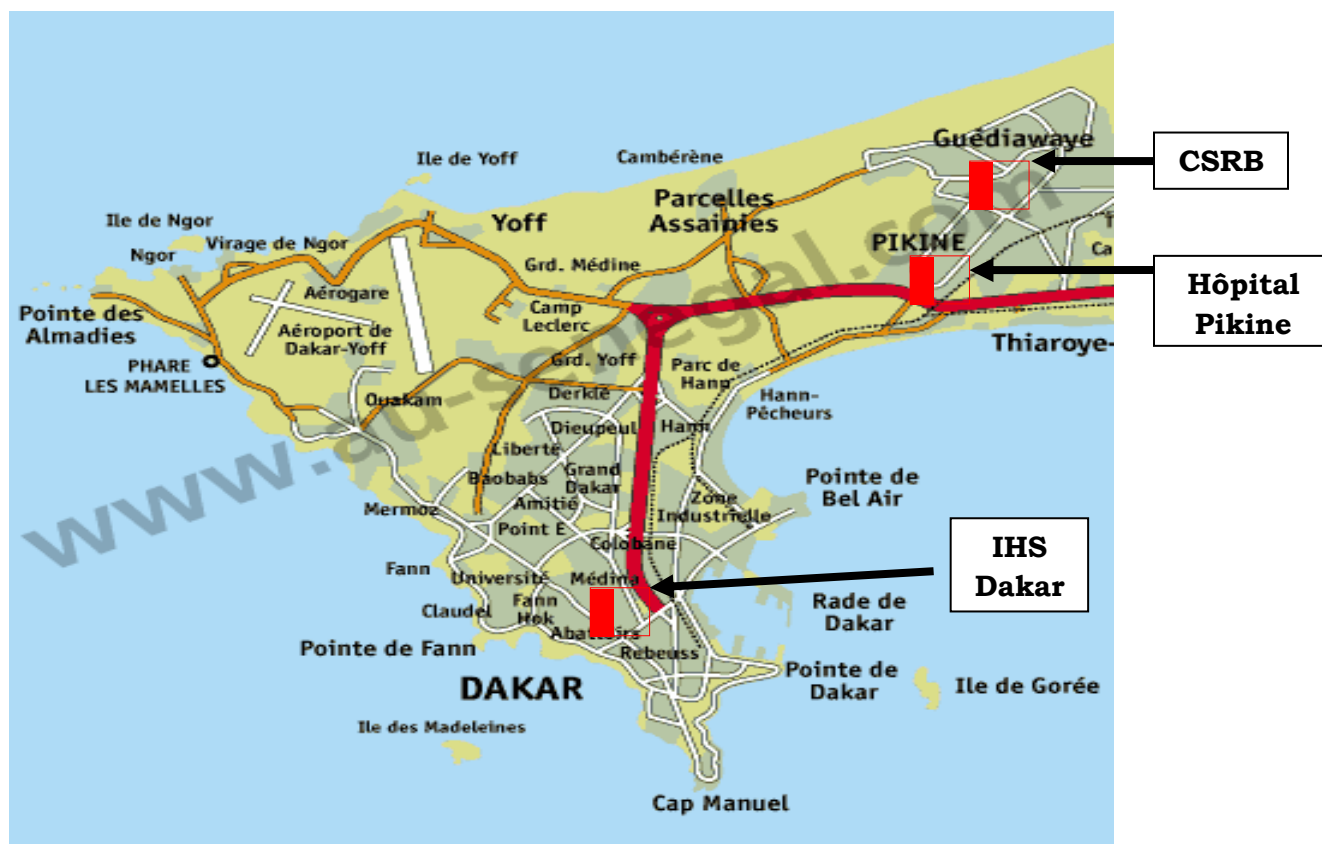 Guédiawaye
CSRB
Ile de Yoff
Cambérène
Parcelles
Assainies
Ile de Ngor
Yoff
Virage de Ngor
Ngor
PIKINE
Grd. Médine
Hôpital
Pikine
Aérogare
Camp
Leclerc
Pointe des
Almadies
Aéroport de
Dakar-Yoff
Thiaroye-
PHARE
LES MAMELLES
Grd. Yoff
Parc de
Hann
Ouakam
Derklé
Hann-
Pêcheurs
Dieupeul
Hann
Liberté
Baobabs
Grand
Dakar
Pointe de
Bel Air
Amitié
Zone
Industrielle
Mermoz
Point E
Colobane
IHS
Dakar
Fann
Université
Médina
Claudel
Fann
Hok
Abattoirs
Rade de
Dakar
Pointe de Fann
Rebeuss
DAKAR
Pointe de
Dakar
Ile de Gorée
Ile des Madeleines
Cap Manuel
www.au-senegal.com